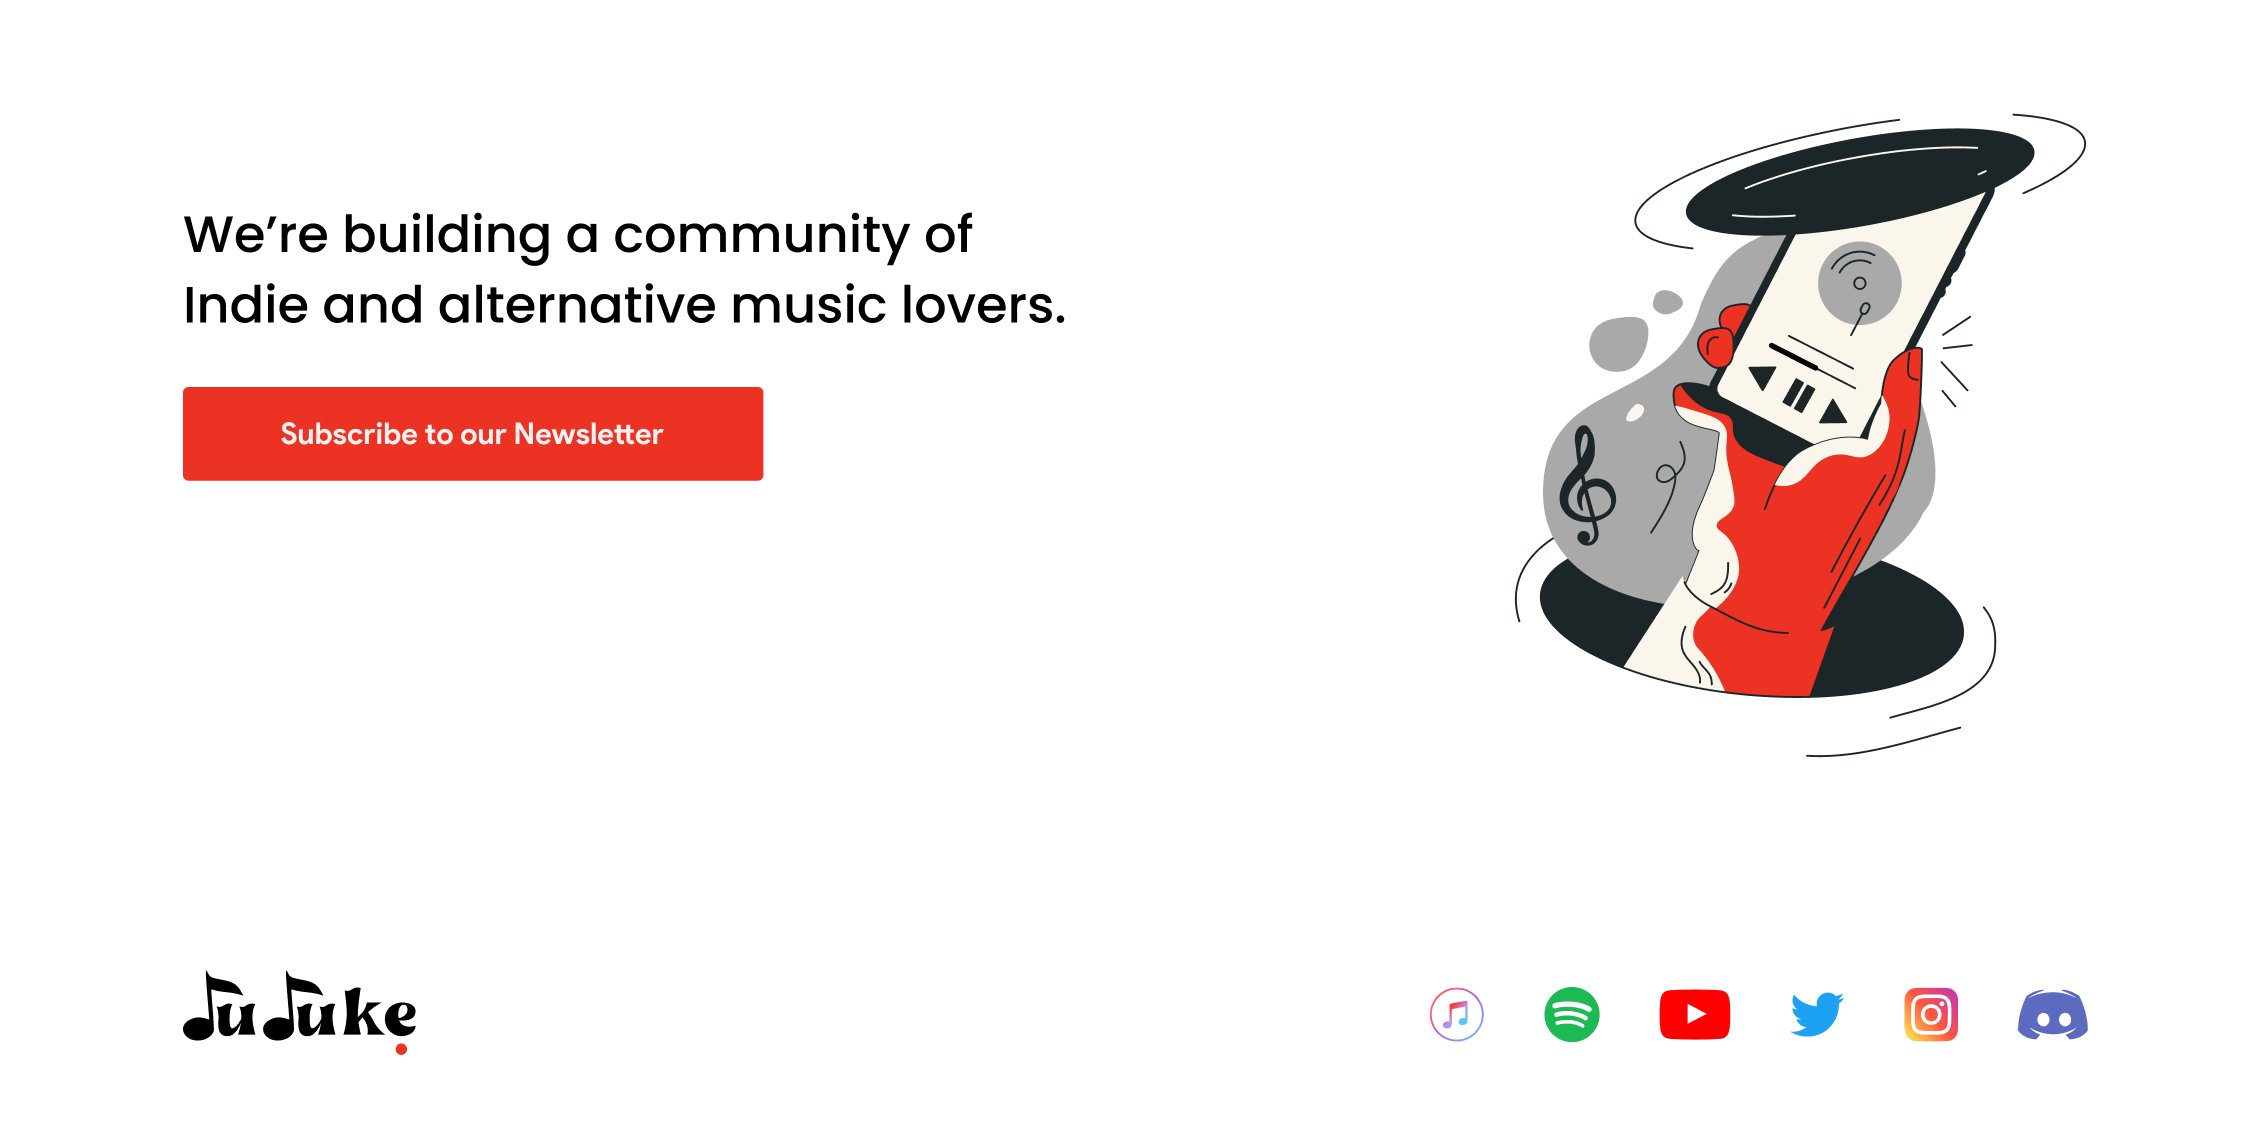 We’re building a community of
Indie and alternative music lovers.
Subscribe to our Newsletter
JuJuke